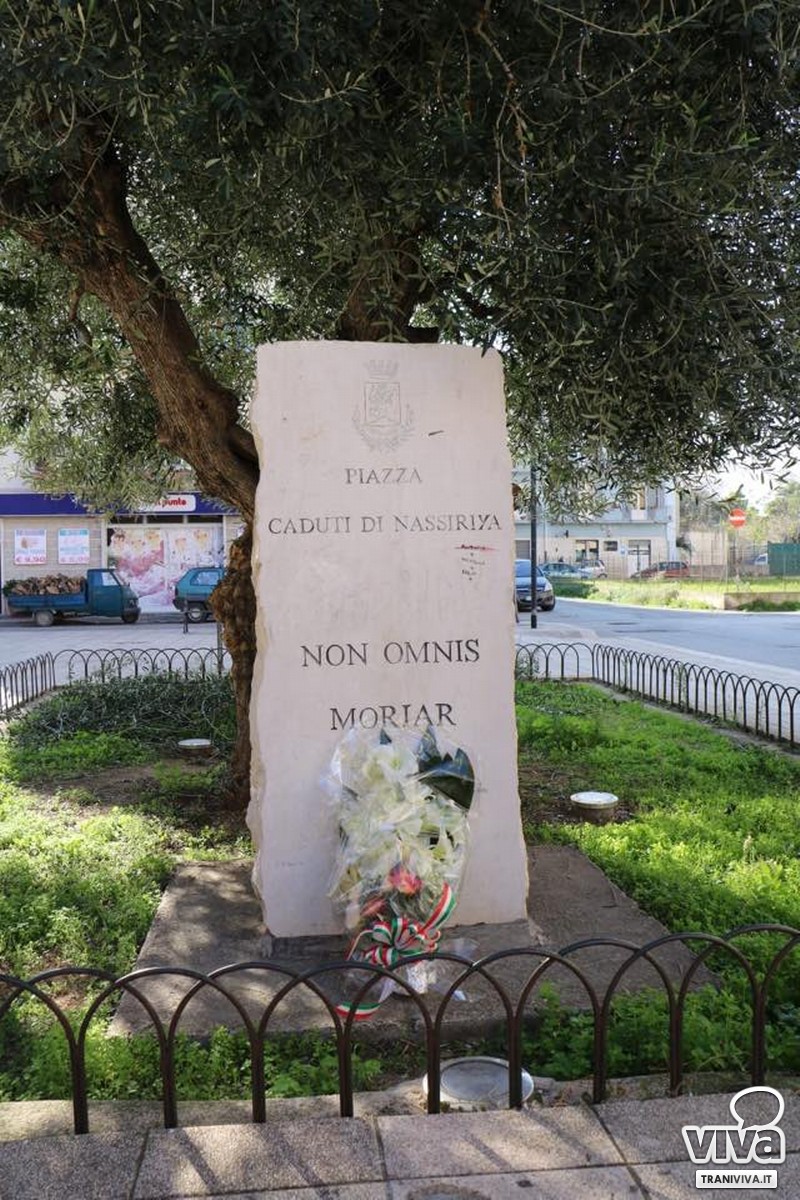 PIAZZA
CADUTI DI NASSIRIYA
NON OMNIS
MORIAR
viva
TRANIVIVA.IT